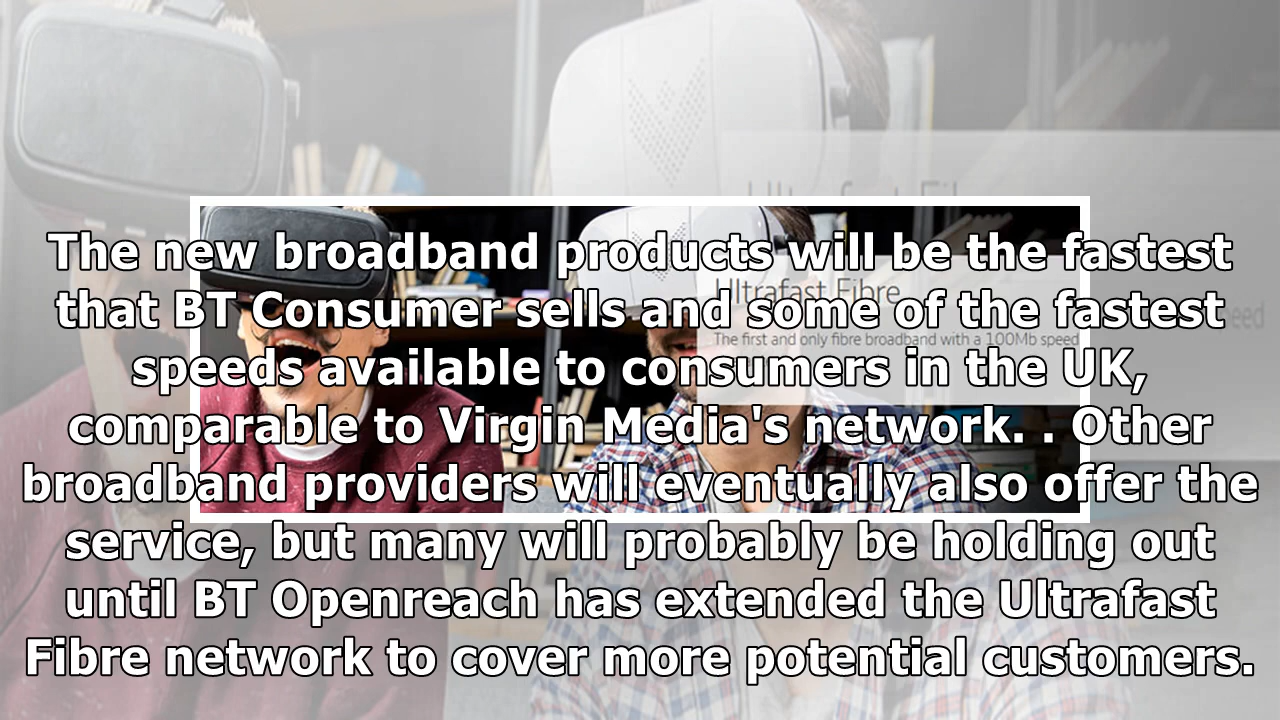 The new broadband products will be the fastest
that BT Consumer sells and some of the fastest
speeds available to consumers in the UK,
comparable to Virgin Media's network. . Other
broadband providers will eventually also offer the
service, but many will probably be holding out
until BT Openreach has extended the Ultrafast
Fibre network to cover more potential customers.
Ultrafast Fibre
The first and only fibre broadband with a 100Mb speed